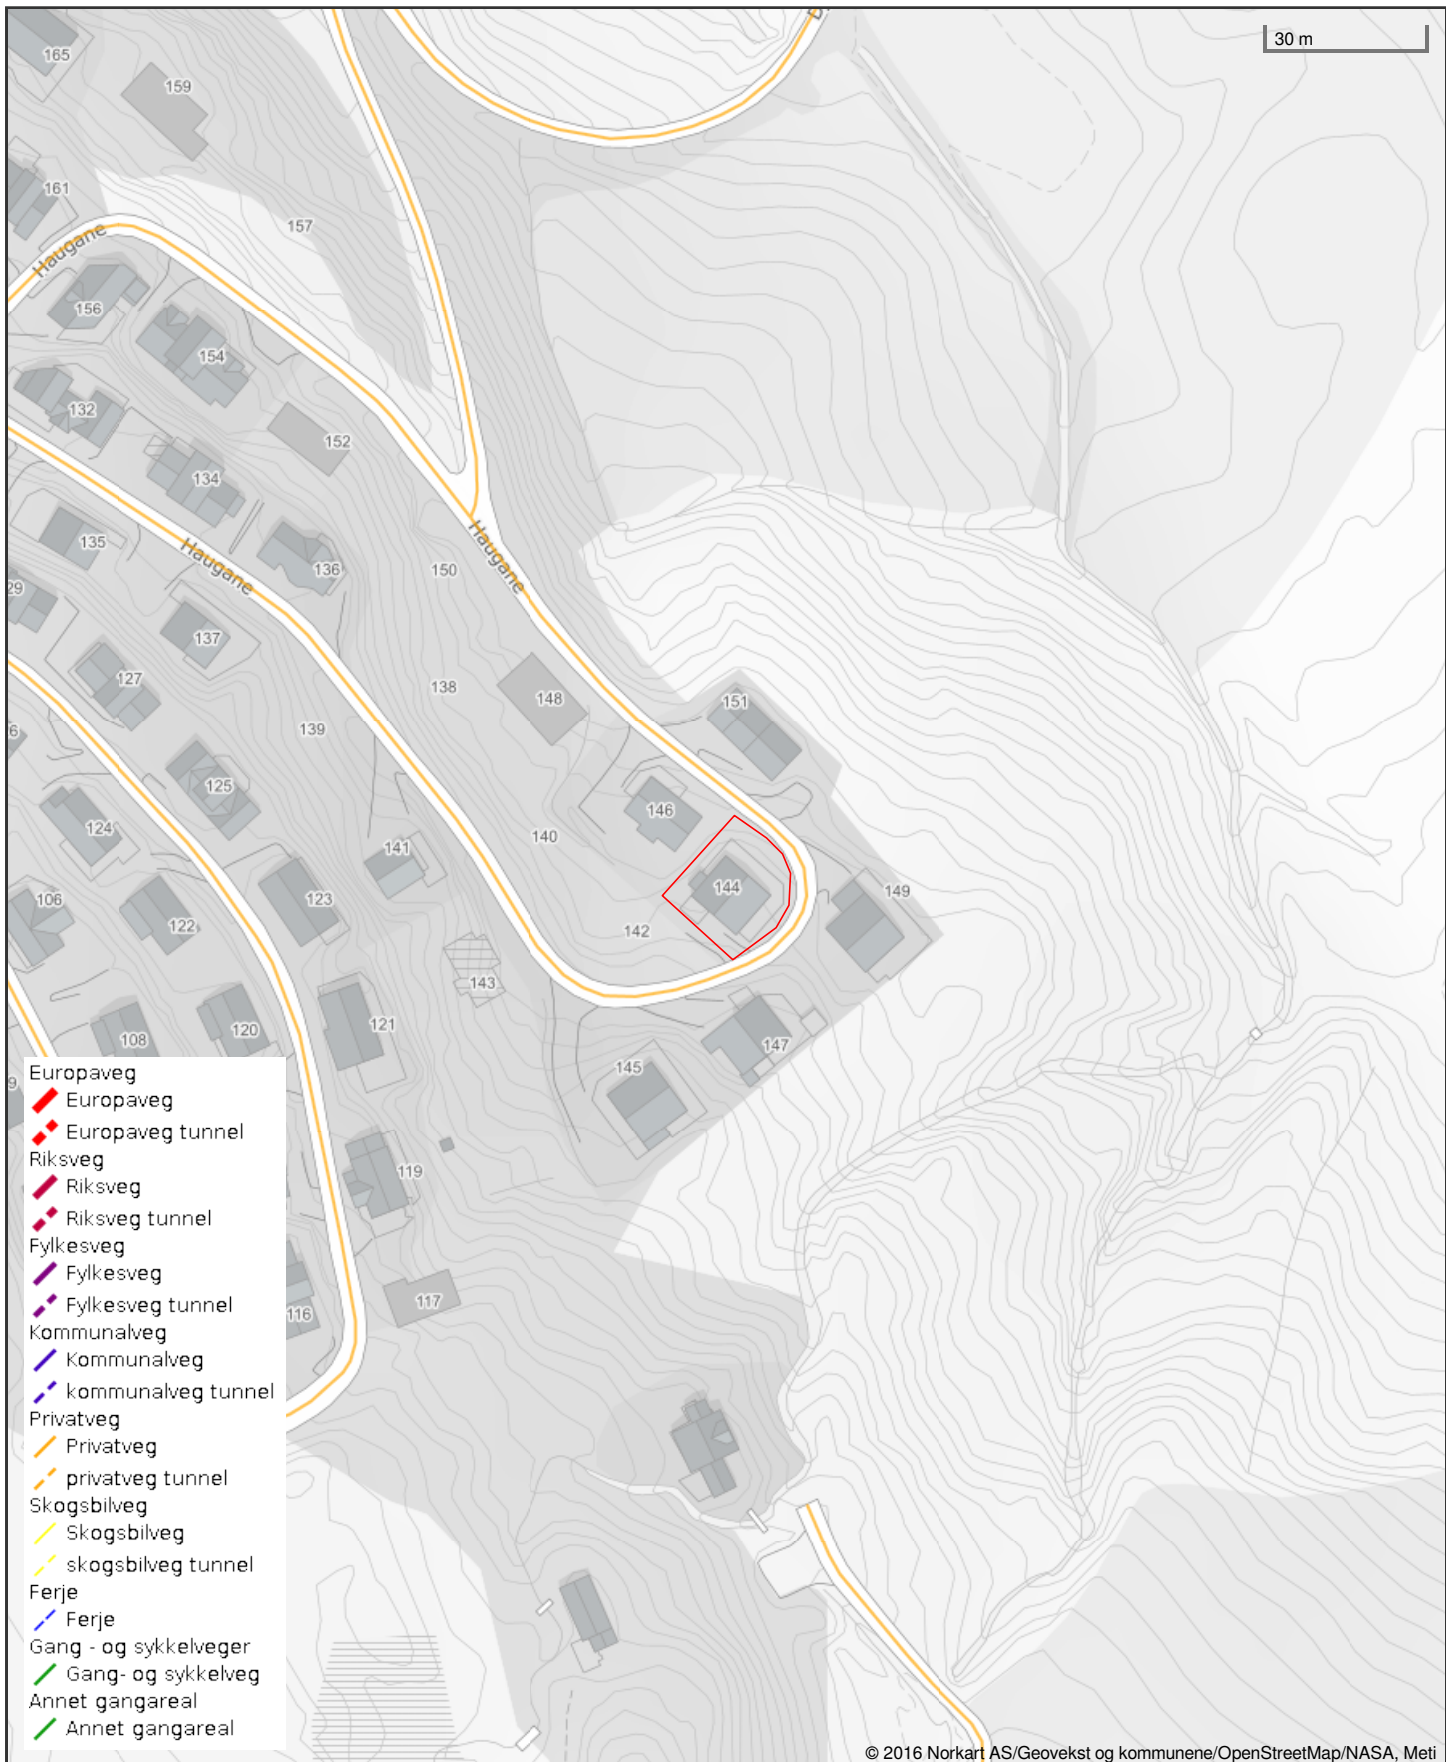 30 m
165
159
161
157
Haugane
156
154
132
152
134
135
Haugane
136
150
Haugane
29
137
127
138
148
151
139
6
125
146
124
141
140
144
106
123
149
122
142
143
108
120
121
147
145
9
119
116
117
Europaveg
Europaveg
Europaveg tunnel
Riksveg
Riksveg
Riksveg tunnel
Fylkesveg
Fylkesveg
Fylkesveg tunnel
Kommunalveg
Kommunalveg
kommunalveg tunnel
Privatveg
Privatveg
privatveg tunnel
Skogsbilveg
Skogsbilveg
skogsbilveg tunnel
Ferje
Ferje
Gang - og sykkelveger
Gang- og sykkelveg
Annet gangareal
Annet gangareal
© 2016 Norkart AS/Geovekst og kommunene/OpenStreetMap/NASA, Meti